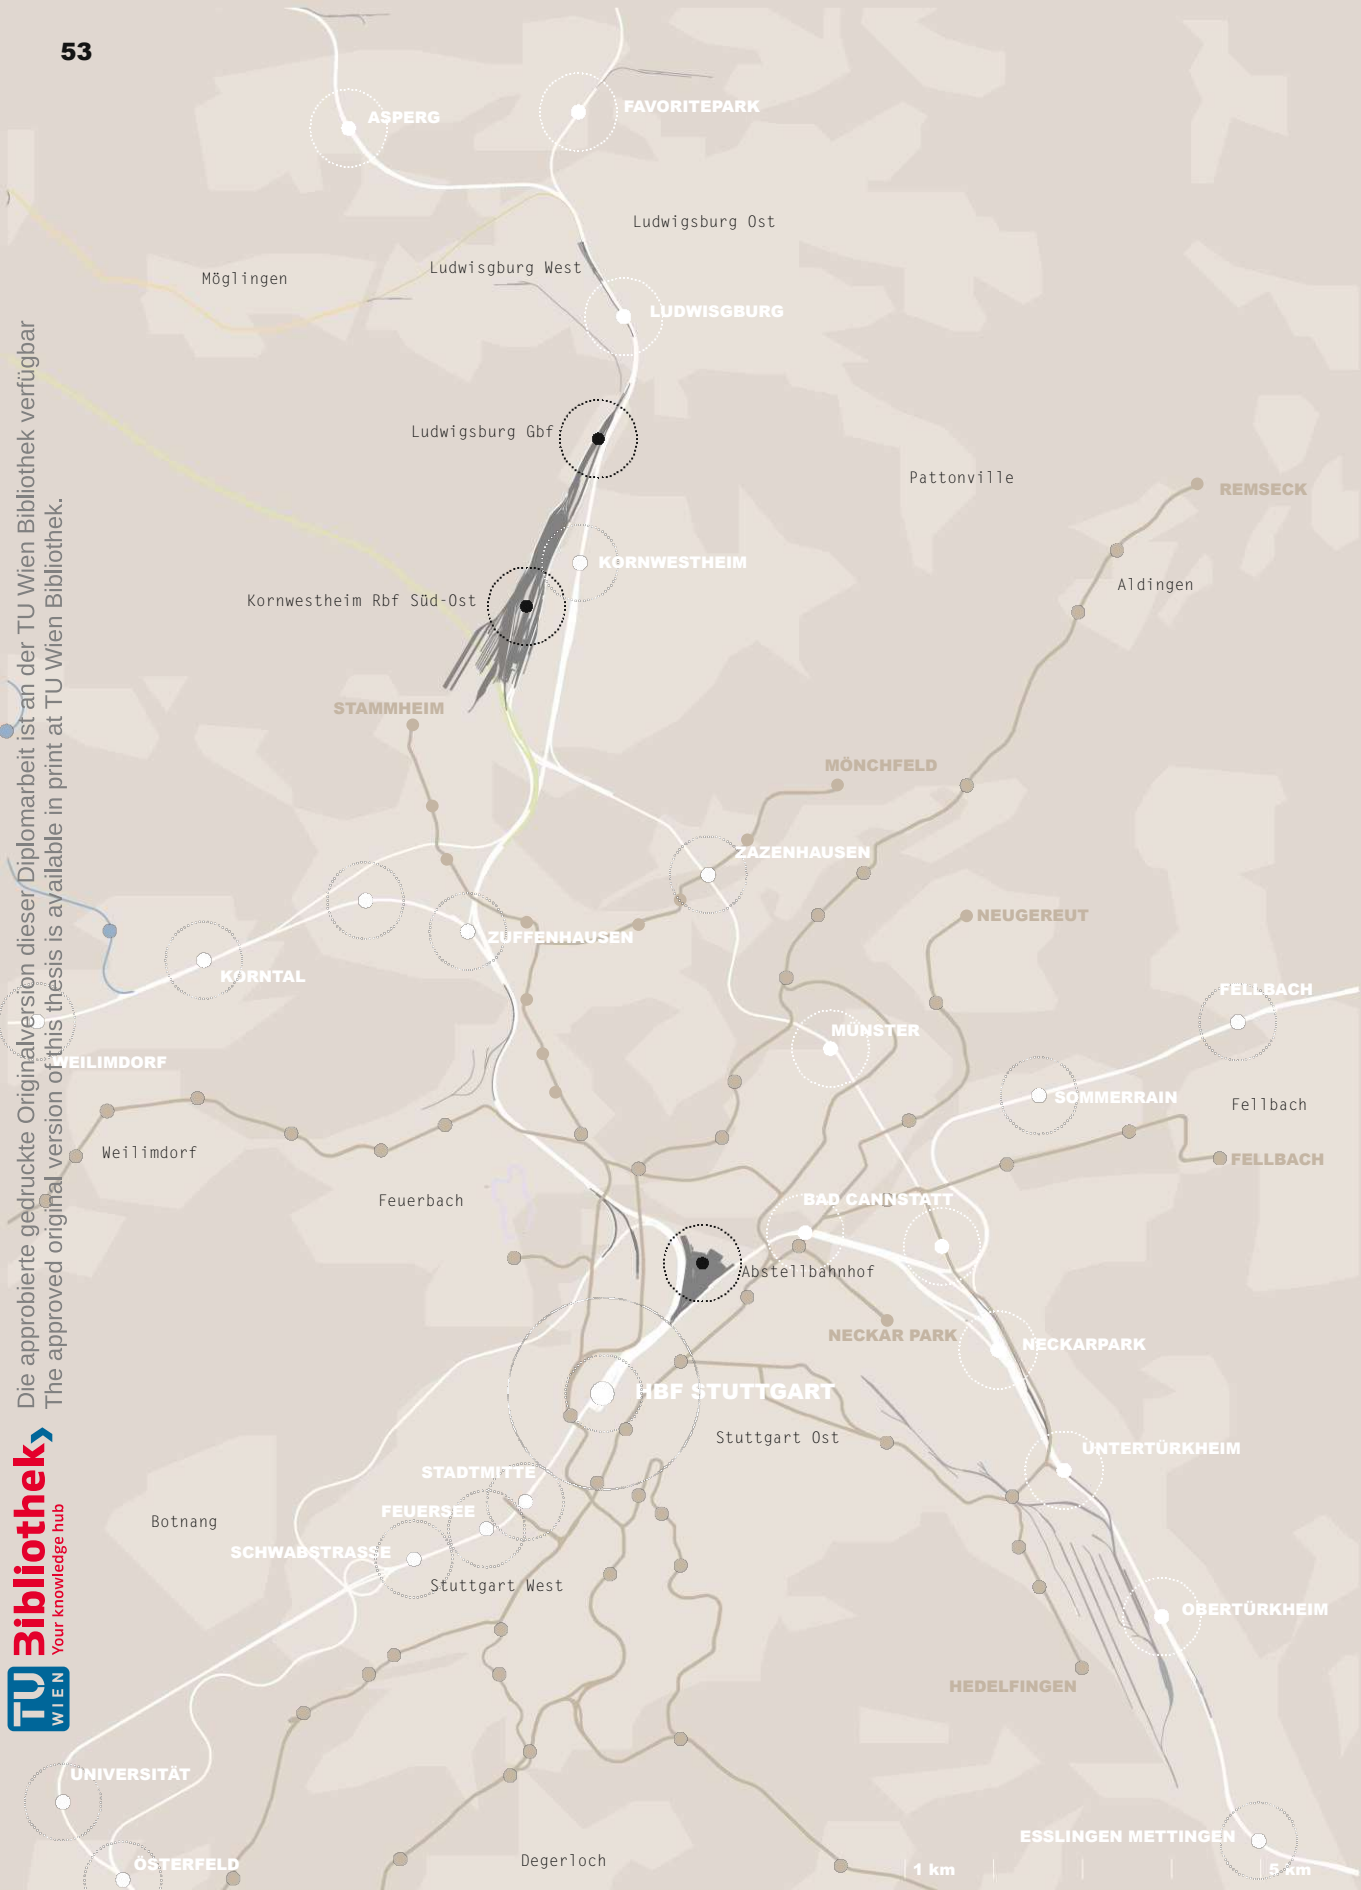 53
ASPERG
FAVORITEPARK
Ludwigsburg Ost
Ludwisgburg West
Möglingen
LUDWISGBURG
Ludwigsburg Gbf
Pattonville
REMSECK
KORNWESTHEIM
Aldingen
Kornwestheim Rbf Süd-Ost
STAMMHEIM
MÖNCHFELD
ZAZENHAUSEN
NEUGEREUT
ZUFFENHAUSEN
KORNTAL
FELLBACH
MÜNSTER
WEILIMDORF
SOMMERRAIN
Fellbach
Weilimdorf
FELLBACH
Feuerbach
BAD CANNSTATT
Abstellbahnhof
NECKAR PARK
NECKARPARK
HBF STUTTGART
Stuttgart Ost
UNTERTÜRKHEIM
STADTMITTE
FEUERSEE
Botnang
SCHWABSTRASSE
Stuttgart West
OBERTÜRKHEIM
HEDELFINGEN
UNIVERSITÄT
ESSLINGEN METTINGEN
Degerloch
ÖSTERFELD
1 km
5 km
Die approbierte gedruckte Originalversion dieser Diplomarbeit ist an der TU Wien Bibliothek verfügbar
The approved original version of this thesis is available in print at TU Wien Bibliothek.
TU WIEN
Bibliothek
Your knowledge hub